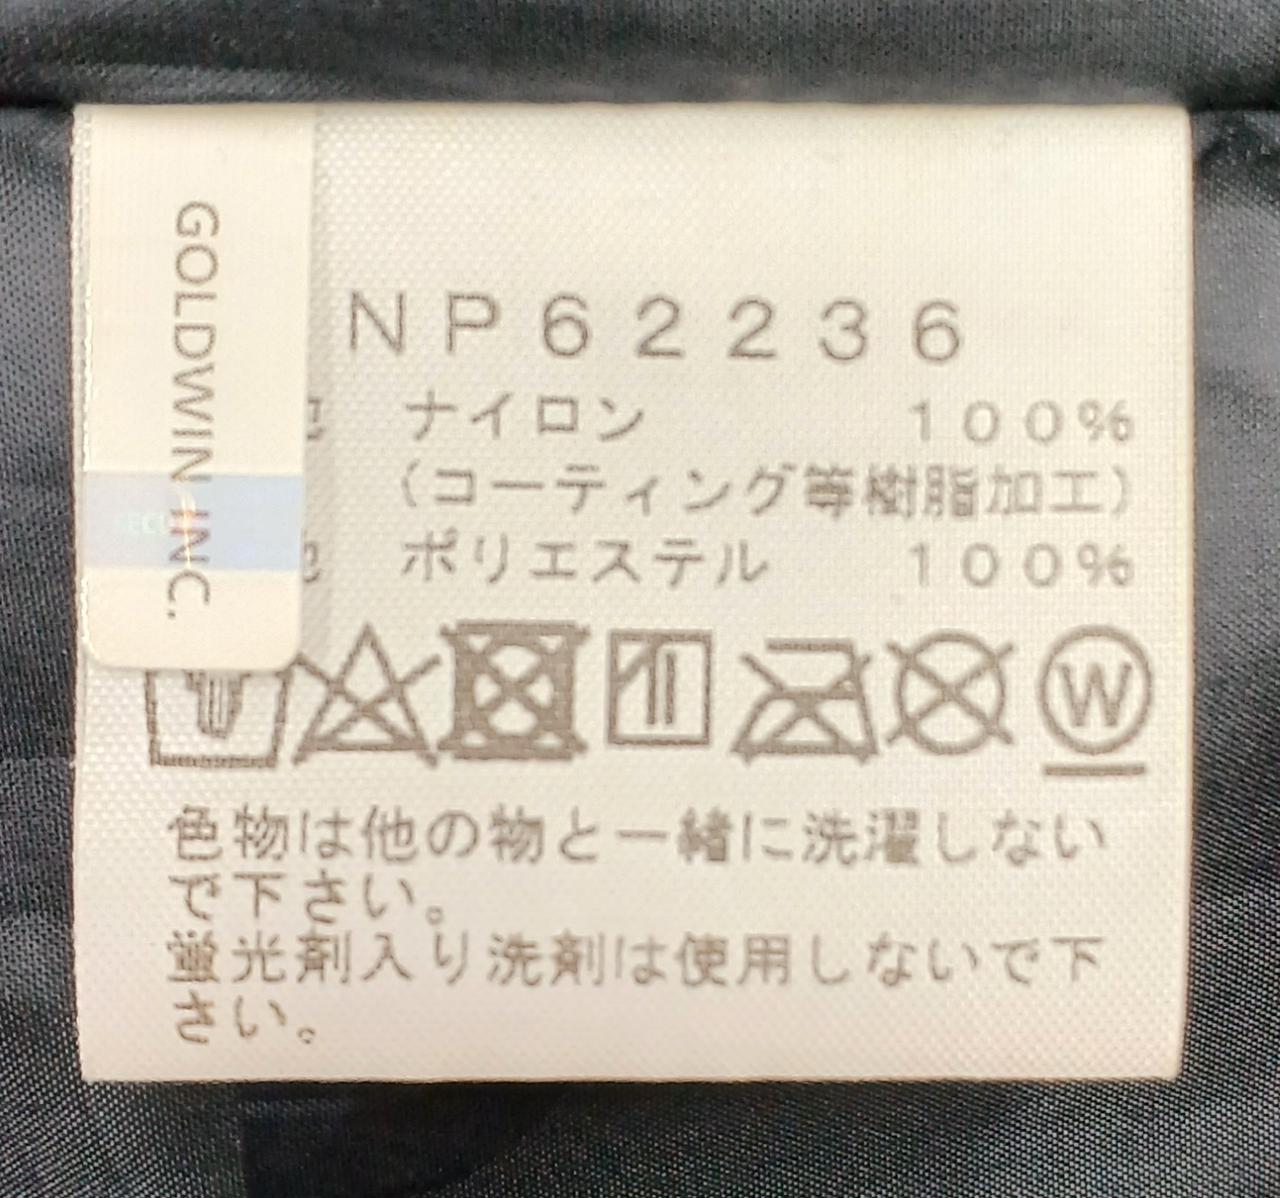 GOLDWIN INC.
NP62236
ナイロン 100%
(コーティング等樹脂加工)
ポリエステル 100%
W
色物は他の物と一緒に洗濯しない
で下さい。
蛍光剤入り洗剤は使用しないで下
さい。